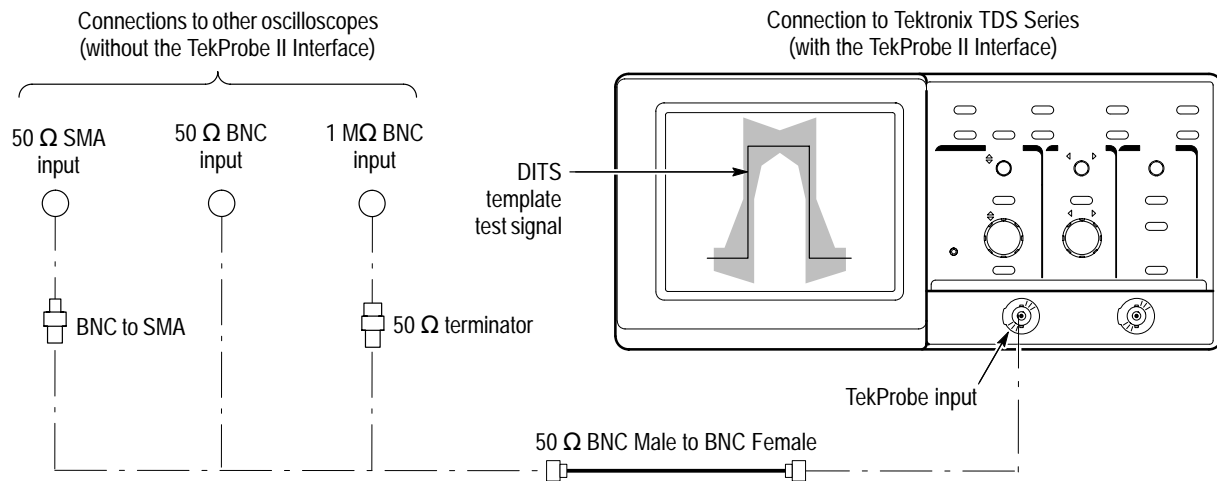 Connections to other oscilloscopes
(without the TekProbe II Interface)
Connection to Tektronix TDS Series
(with the TekProbe II Interface)
50 Ω SMA
input
50 Ω BNC
input
1 MΩ BNC
input
DITS
template
test signal
BNC to SMA
50 Ω terminator
TekProbe input
50 Ω BNC Male to BNC Female